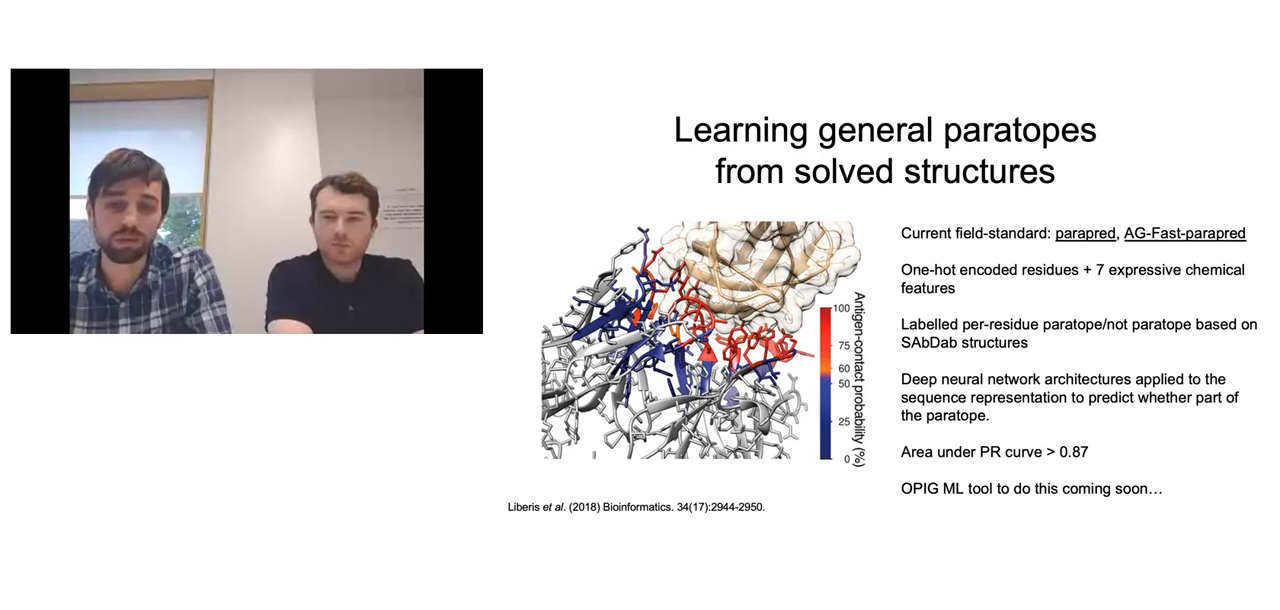 Learning general paratopes
from solved structures
Current field-standard: parapred, AG-Fast-parapred
One-hot encoded residues + 7 expressive chemical
features
Labelled per-residue paratope/not paratope based on
SAbDab structures
Deep neural network architectures applied to the
sequence representation to predict whether part of
the paratope.
Area under PR curve > 0.87
OPIG ML tool to do this coming soon…
100
75
60
50
25
0
Antigen-contact probability (%)
Liberis et al. (2018) Bioinformatics. 34(17):2944-2950.